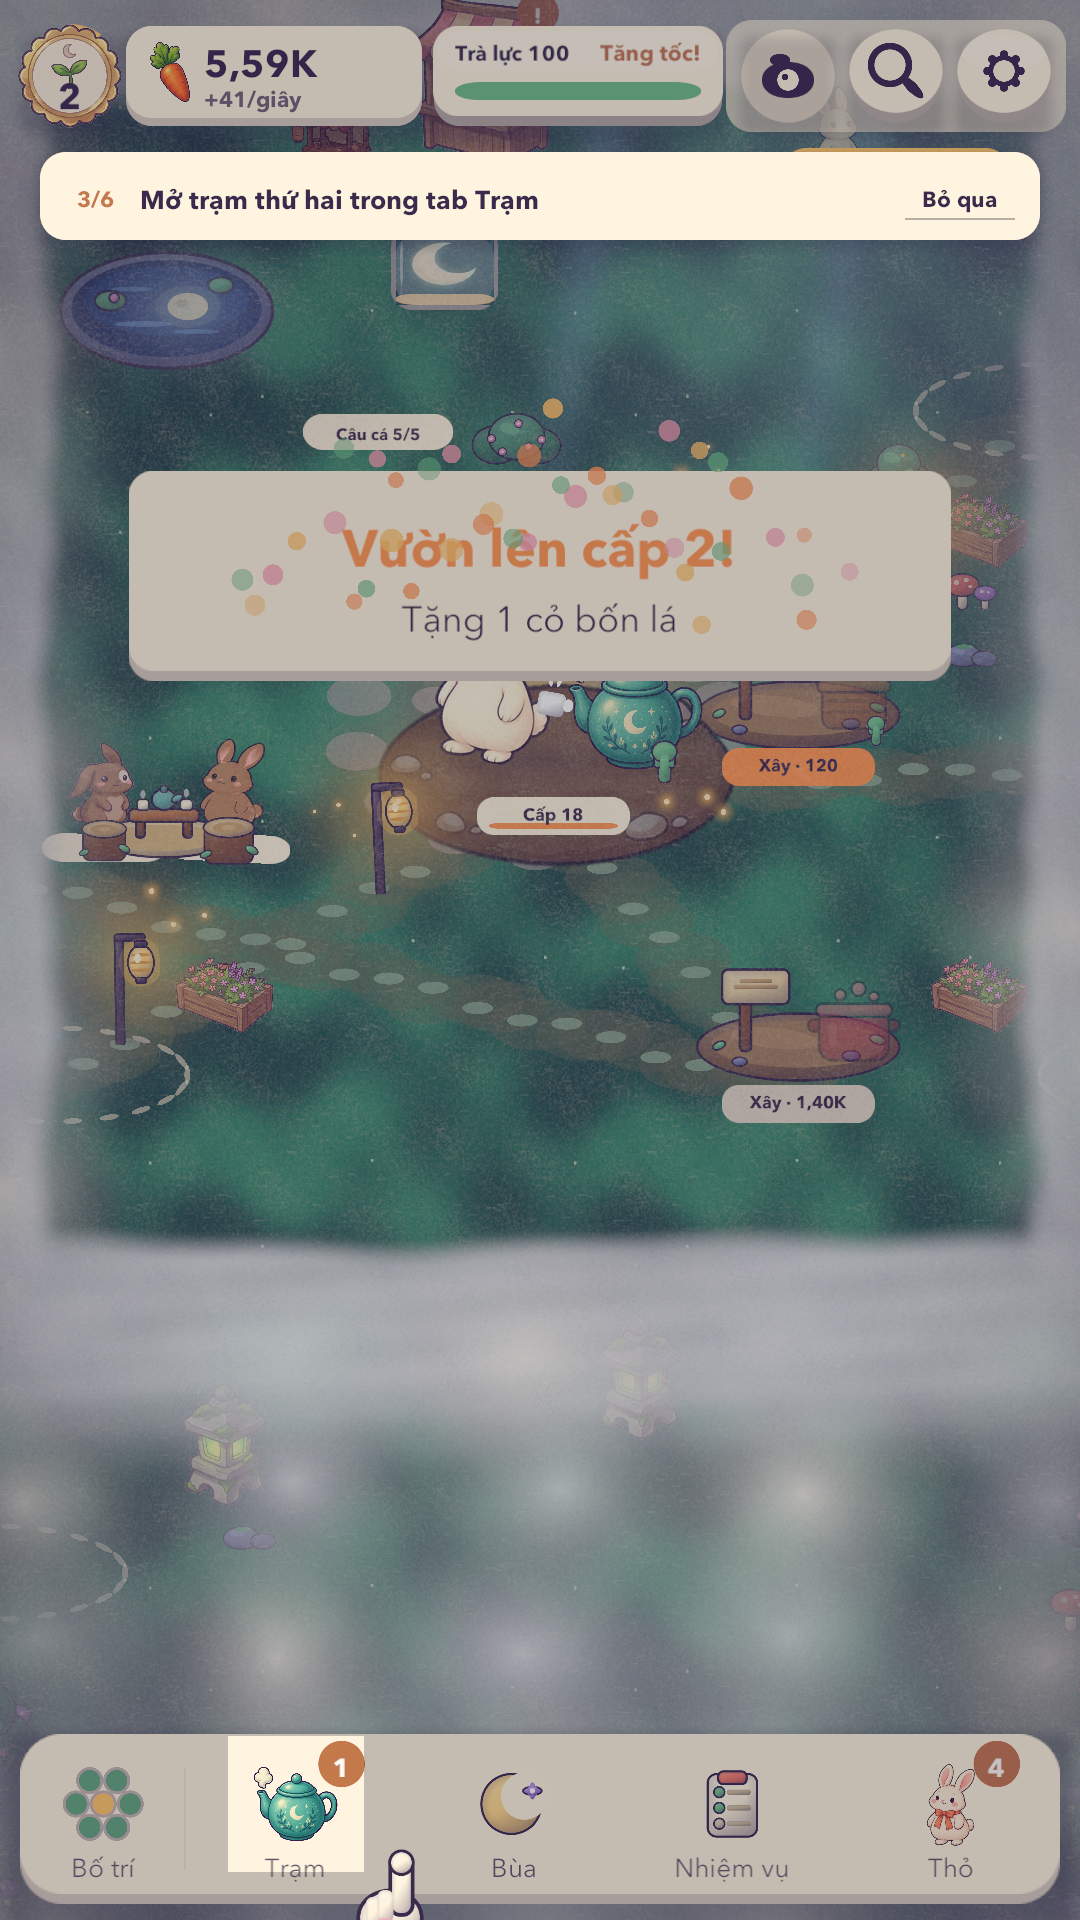 2
5,59K
+41/giây
Trà lực 100
Tăng tốc!
!
3/6
Mở trạm thứ hai trong tab Trạm
Bỏ qua
Câu cá 5/5
Vườn lên cấp 2!
Tặng 1 cỏ bốn lá
Xây · 120
Cấp 18
Xây · 1,40K
1
4
Bố trí
Trạm
Bùa
Nhiệm vụ
Thỏ